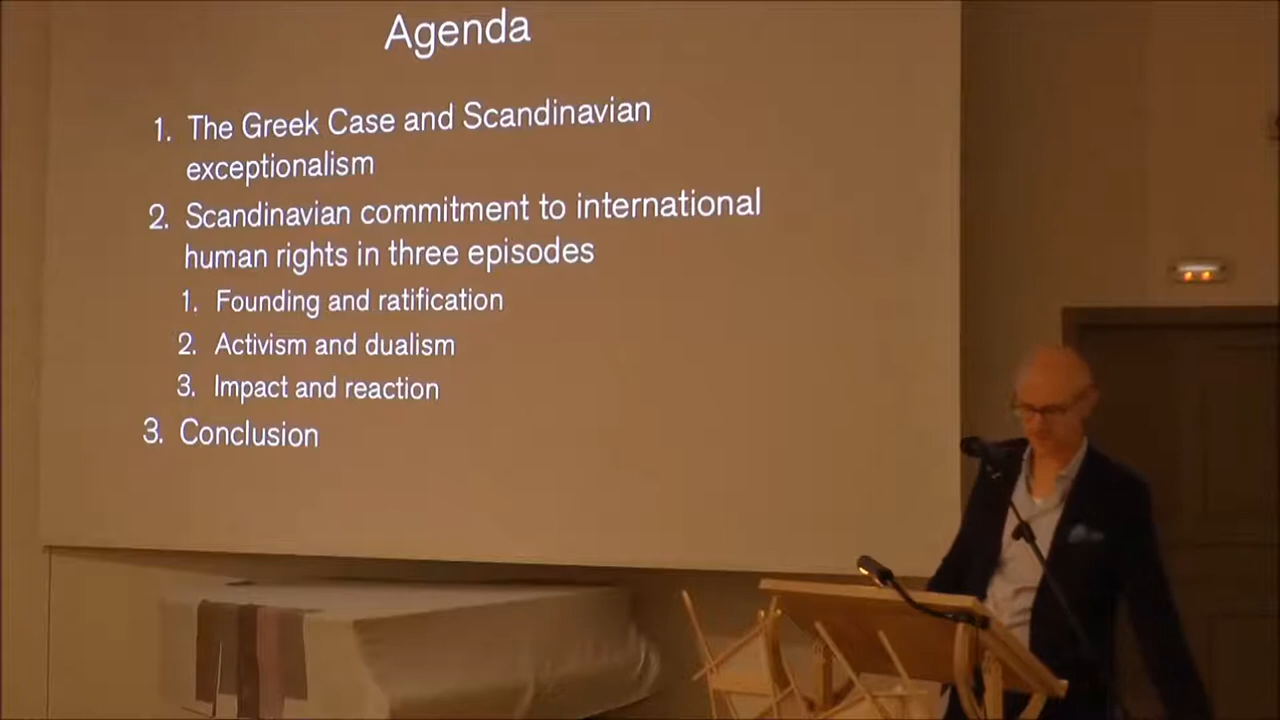 Agenda
1. The Greek Case and Scandinavian
exceptionalism
2. Scandinavian commitment to international
human rights in three episodes
1. Founding and ratification
2. Activism and dualism
3. Impact and reaction
3. Conclusion